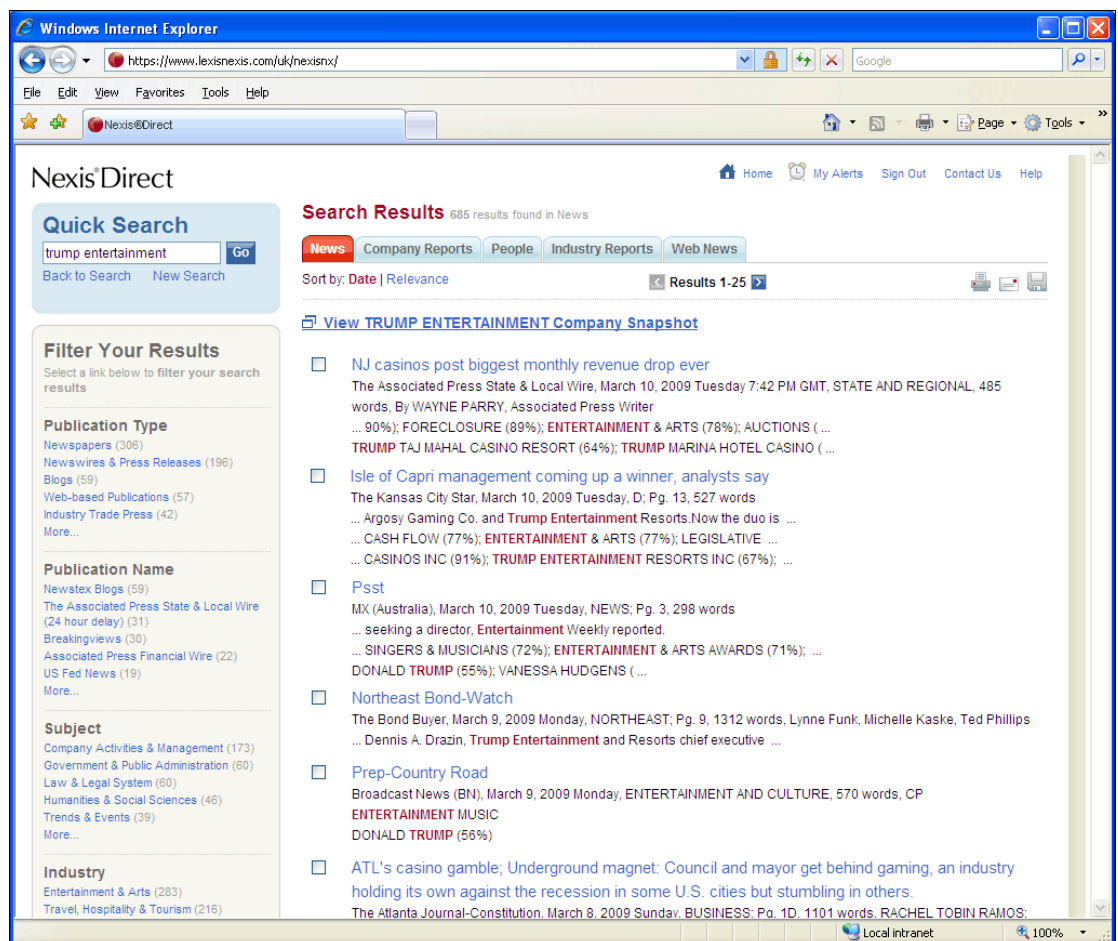 Windows Internet Explorer
https://www.lexisnexis.com/uk/nexisnx/
Google
File Edit View Favorites Tools Help
Nexis®Direct
Page Tools »
Nexis®Direct
Home My Alerts Sign Out Contact Us Help
Quick Search
trump entertainment Go
Back to Search New Search
Filter Your Results
Select a link below to filter your search
results
Publication Type
Newspapers (306)
Newswires & Press Releases (196)
Blogs (59)
Web-based Publications (57)
Industry Trade Press (42)
More...
Publication Name
Newstex Blogs (59)
The Associated Press State & Local Wire
(24 hour delay) (31)
Breakingviews (30)
Associated Press Financial Wire (22)
US Fed News (19)
More...
Subject
Company Activities & Management (173)
Government & Public Administration (60)
Law & Legal System (60)
Humanities & Social Sciences (46)
Trends & Events (39)
More...
Industry
Entertainment & Arts (283)
Travel, Hospitality & Tourism (216)
Search Results 685 results found in News
News Company Reports People Industry Reports Web News
Sort by: Date | Relevance Results 1-25
View TRUMP ENTERTAINMENT Company Snapshot
NJ casinos post biggest monthly revenue drop ever
The Associated Press State & Local Wire, March 10, 2009 Tuesday 7:42 PM GMT, STATE AND REGIONAL, 485
words, By WAYNE PARRY, Associated Press Writer
... 90%); FORECLOSURE (89%); ENTERTAINMENT & ARTS (78%); AUCTIONS ( ...
TRUMP TAJ MAHAL CASINO RESORT (64%); TRUMP MARINA HOTEL CASINO ( ...
Isle of Capri management coming up a winner, analysts say
The Kansas City Star, March 10, 2009 Tuesday, D; Pg. 13, 527 words
... Argosy Gaming Co. and Trump Entertainment Resorts.Now the duo is ...
... CASH FLOW (77%); ENTERTAINMENT & ARTS (77%); LEGISLATIVE ...
... CASINOS INC (91%); TRUMP ENTERTAINMENT RESORTS INC (67%); ...
Psst
MX (Australia), March 10, 2009 Tuesday, NEWS; Pg. 3, 298 words
... seeking a director, Entertainment Weekly reported.
... SINGERS & MUSICIANS (72%); ENTERTAINMENT & ARTS AWARDS (71%); ...
DONALD TRUMP (55%); VANESSA HUDGENS ( ...
Northeast Bond-Watch
The Bond Buyer, March 9, 2009 Monday, NORTHEAST; Pg. 9, 1312 words, Lynne Funk, Michelle Kaske, Ted Phillips
... Dennis A. Drazin, Trump Entertainment and Resorts chief executive ...
Prep-Country Road
Broadcast News (BN), March 9, 2009 Monday, ENTERTAINMENT AND CULTURE, 570 words, CP
ENTERTAINMENT MUSIC
DONALD TRUMP (56%)
ATL's casino gamble; Underground magnet: Council and mayor get behind gaming, an industry
holding its own against the recession in some U.S. cities but stumbling in others.
The Atlanta Journal-Constitution, March 8, 2009 Sunday, BUSINESS; Pg. 1D, 1101 words, RACHEL TOBIN RAMOS;
Local intranet 100%